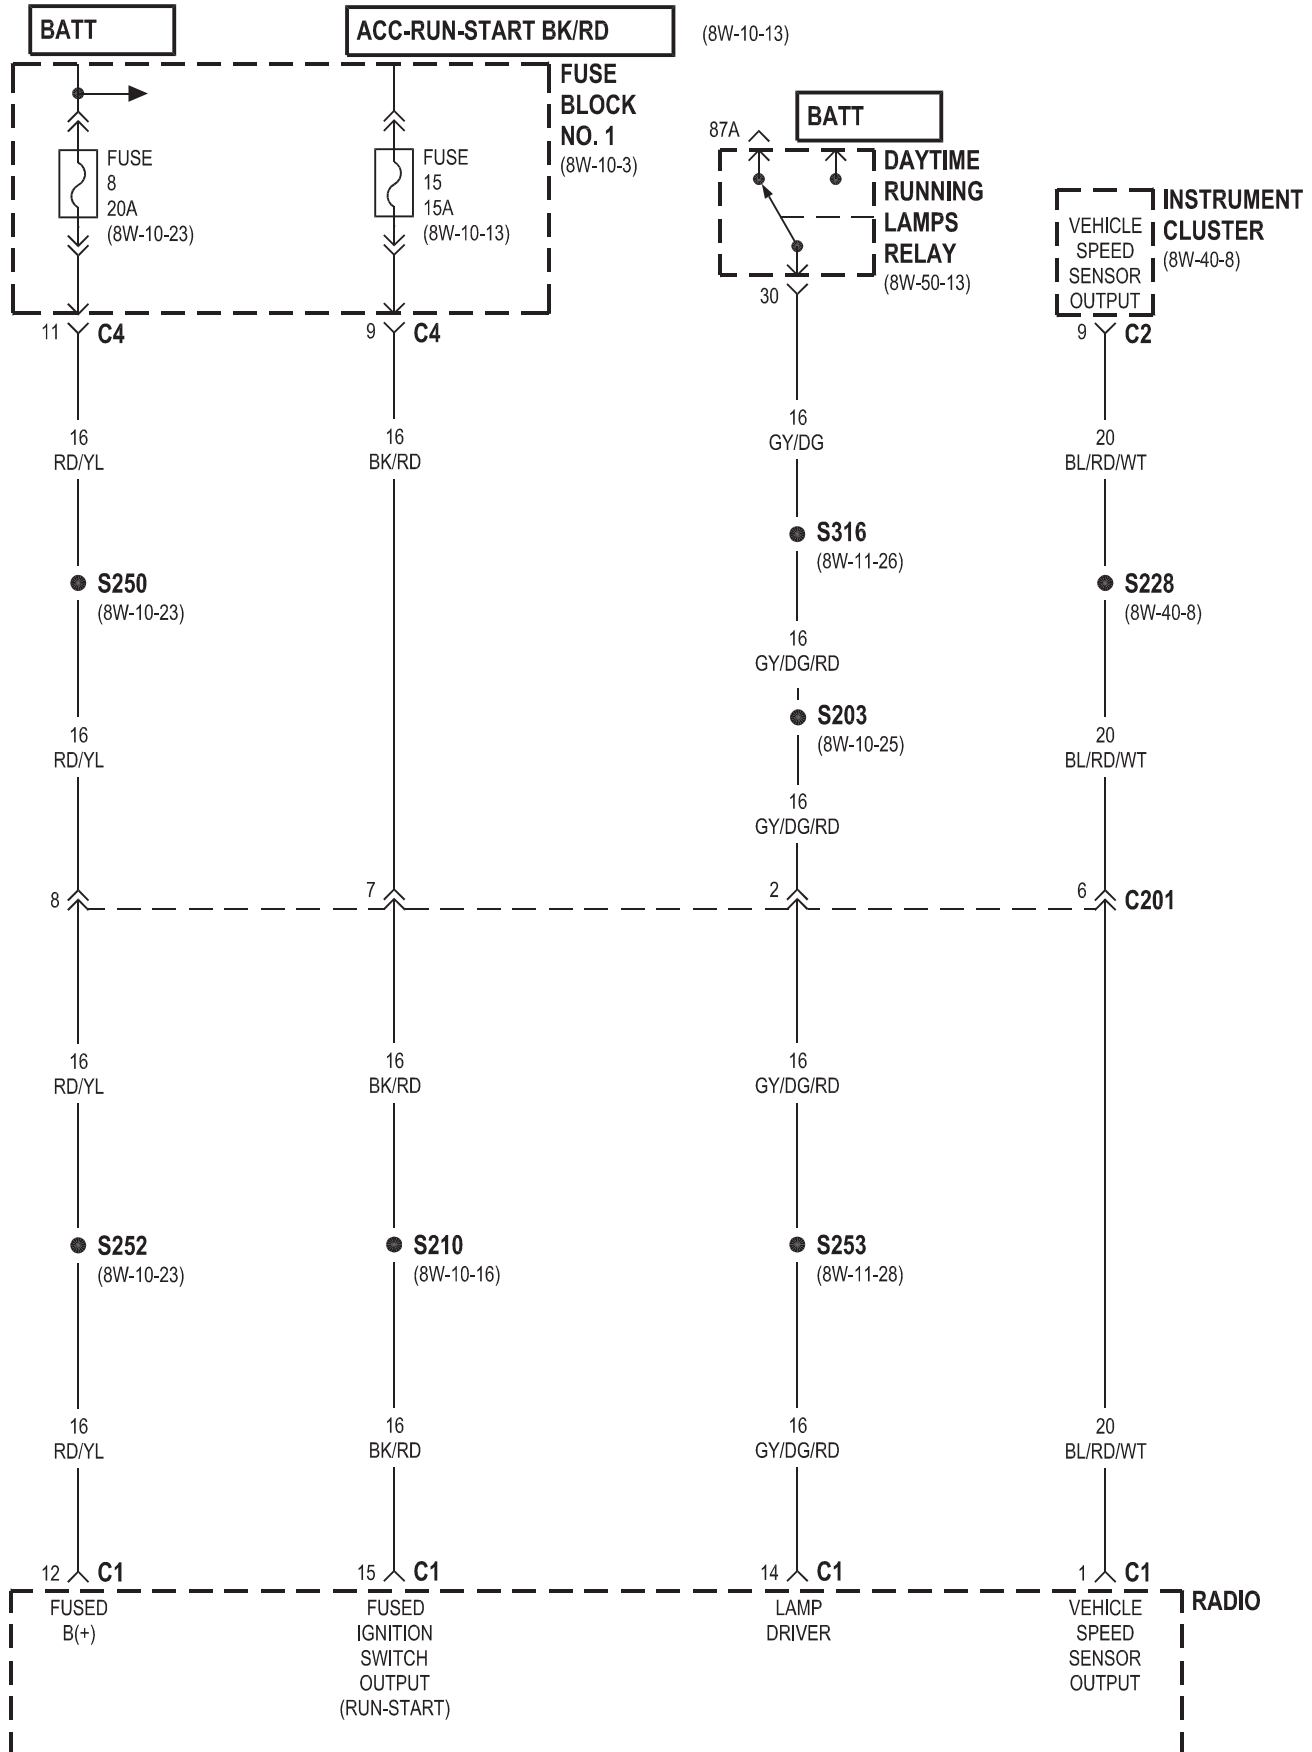 BATT
ACC-RUN-START BK/RD
(8W-10-13)
FUSE
BLOCK
NO. 1
(8W-10-3)
FUSE
8
20A
(8W-10-23)
FUSE
15
15A
(8W-10-13)
87A
BATT
DAYTIME
RUNNING
LAMPS
RELAY
(8W-50-13)
30
INSTRUMENT
CLUSTER
(8W-40-8)
VEHICLE
SPEED
SENSOR
OUTPUT
11
C4
9
C4
9
C2
16
RD/YL
16
BK/RD
16
GY/DG
20
BL/RD/WT
S316
(8W-11-26)
S250
(8W-10-23)
S228
(8W-40-8)
16
GY/DG/RD
S203
(8W-10-25)
16
RD/YL
20
BL/RD/WT
16
GY/DG/RD
8
7
2
6
C201
16
RD/YL
16
BK/RD
16
GY/DG/RD
S252
(8W-10-23)
S210
(8W-10-16)
S253
(8W-11-28)
16
RD/YL
16
BK/RD
16
GY/DG/RD
20
BL/RD/WT
12
C1
15
C1
14
C1
1
C1
RADIO
FUSED
B(+)
FUSED
IGNITION
SWITCH
OUTPUT
(RUN-START)
LAMP
DRIVER
VEHICLE
SPEED
SENSOR
OUTPUT